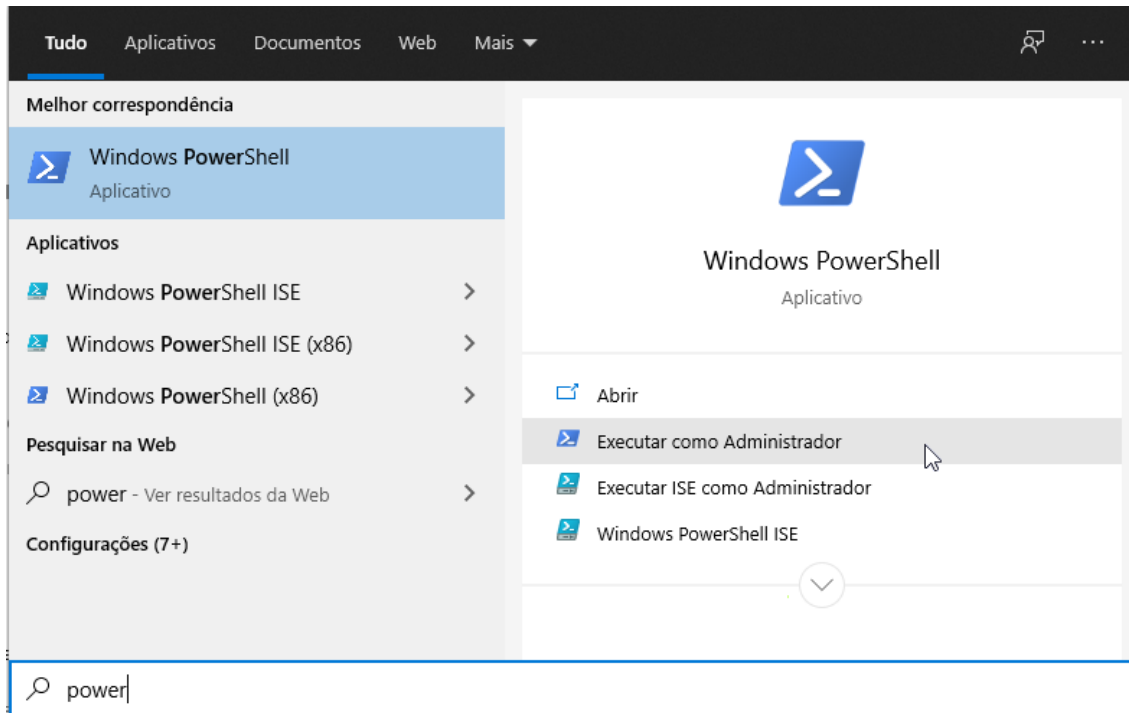 Tudo Aplicativos Documentos Web Mais
Melhor correspondência
Windows PowerShell
Aplicativo
Aplicativos
Windows PowerShell ISE
Windows PowerShell ISE (x86)
Windows PowerShell (x86)
Pesquisar na Web
power - Ver resultados da Web
Configurações (7+)
Windows PowerShell
Aplicativo
Abrir
Executar como Administrador
Executar ISE como Administrador
Windows PowerShell ISE
power